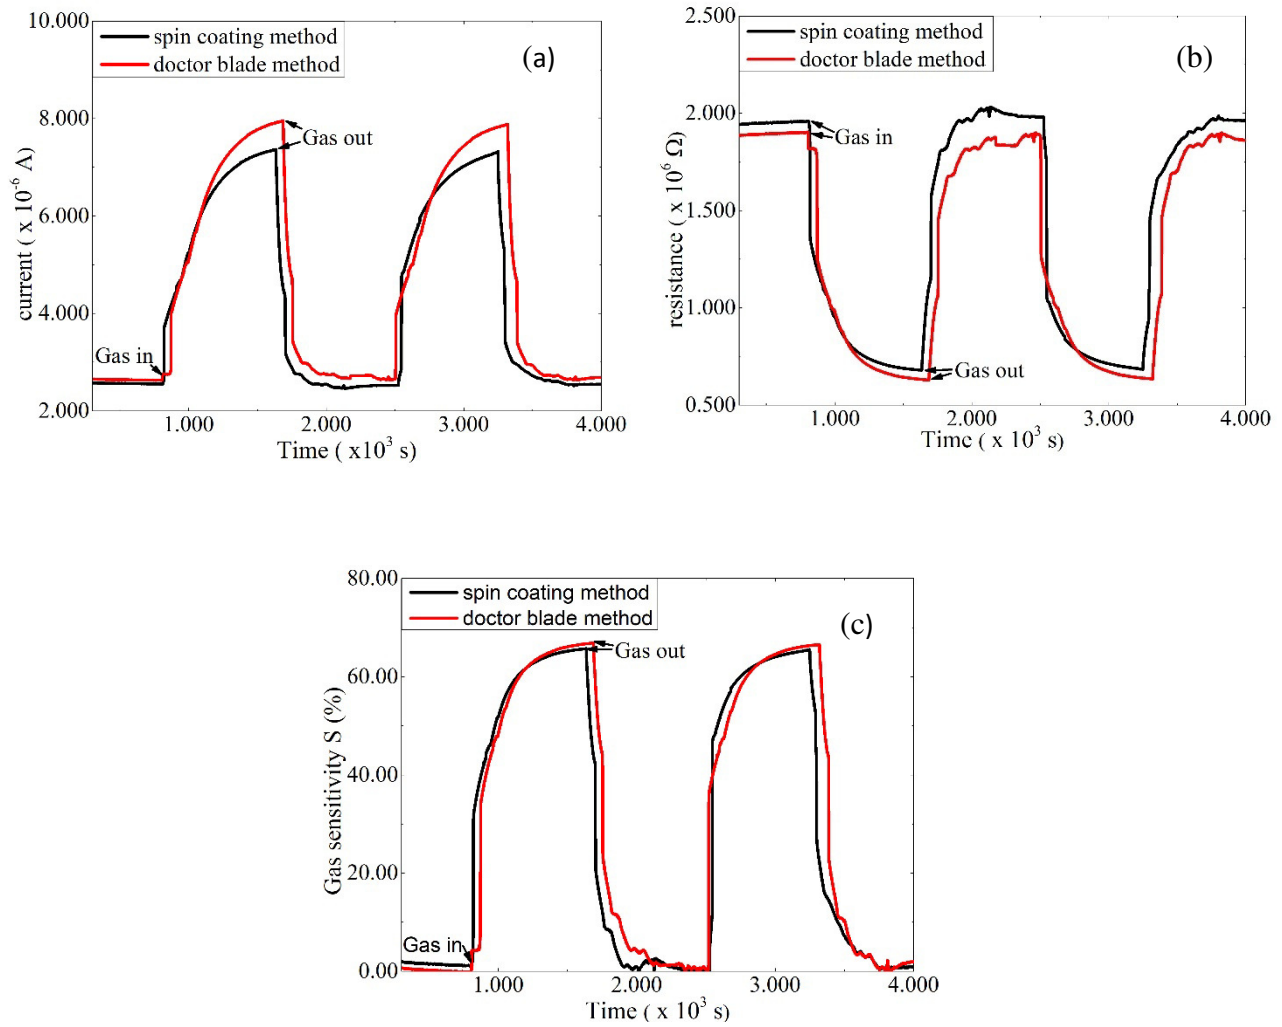 10.000
8.000
6.000
4.000
2.000
current ( x 10-6 A)
spin coating method
doctor blade method
(a)
Gas out
Gas in
1.000 2.000 3.000 4.000
Time ( x103 s)
2.500
2.000
1.500
1.000
0.500
resistance ( x 106 Ω)
spin coating method
doctor blade method
(b)
Gas in
Gas out
1.000 2.000 3.000 4.000
Time ( x 103 s)
80.00
60.00
40.00
20.00
0.00
Gas sensitivity S (%)
spin coating method
doctor blade method
(c)
Gas out
Gas in
1.000 2.000 3.000 4.000
Time ( x 103 s)